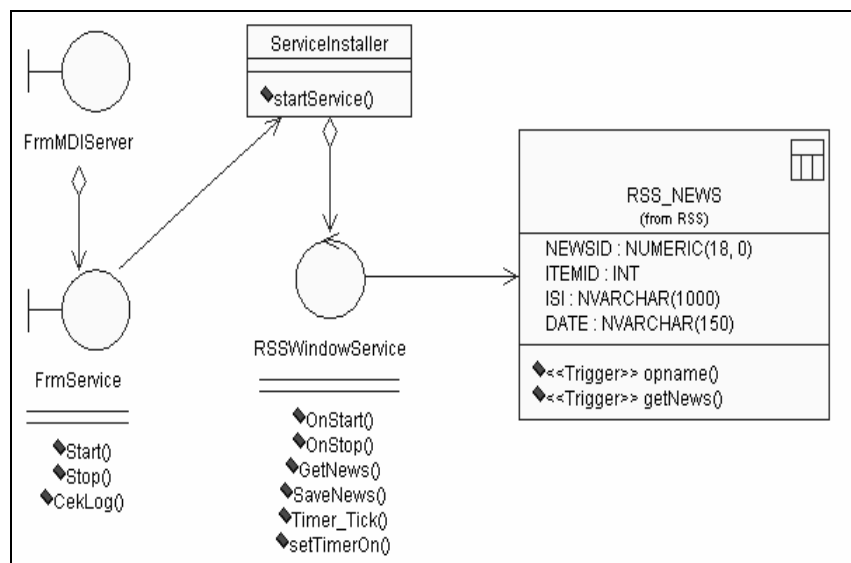 FrmMDIServer
ServiceInstaller
startService()
FrmService
Start()
Stop()
CekLog()
RSSWindowService
OnStart()
OnStop()
GetNews()
SaveNews()
Timer_Tick()
setTimerOn()
RSS_NEWS
(from RSS)
NEWSID : NUMERIC(18, 0)
ITEMID : INT
ISI : NVARCHAR(1000)
DATE : NVARCHAR(150)
<<Trigger>> opname()
<<Trigger>> getNews()